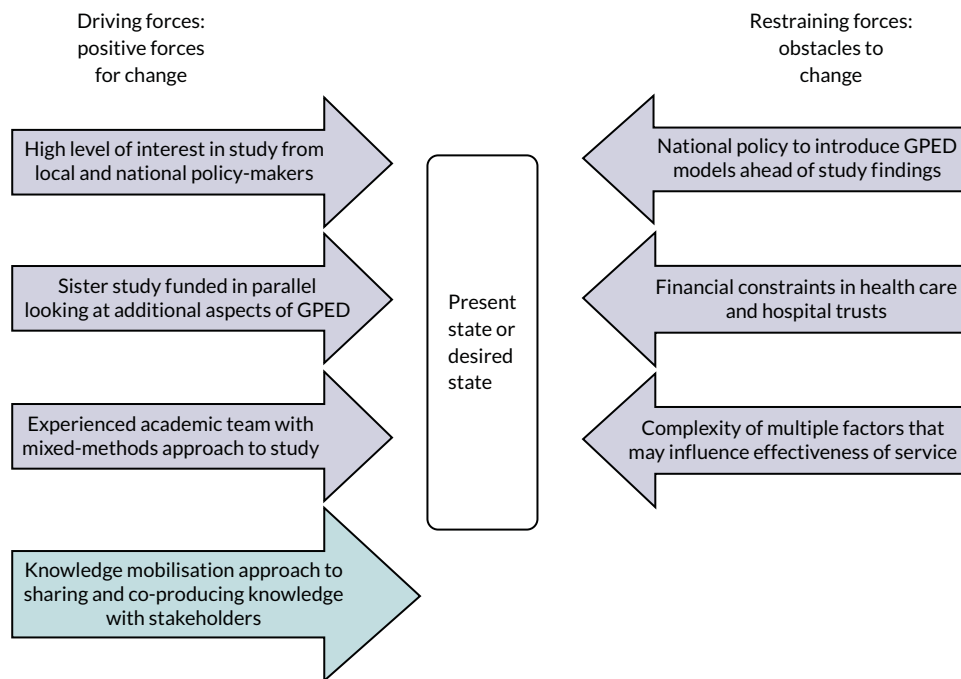 Driving forces:
positive forces
for change
Restraining forces:
obstacles to
change
High level of interest in study from
local and national policy-makers
Sister study funded in parallel
looking at additional aspects of GPED
Experienced academic team with
mixed-methods approach to study
Knowledge mobilisation approach to
sharing and co-producing knowledge
with stakeholders
Present
state or
desired
state
National policy to introduce GPED
models ahead of study findings
Financial constraints in health care
and hospital trusts
Complexity of multiple factors that
may influence effectiveness of service